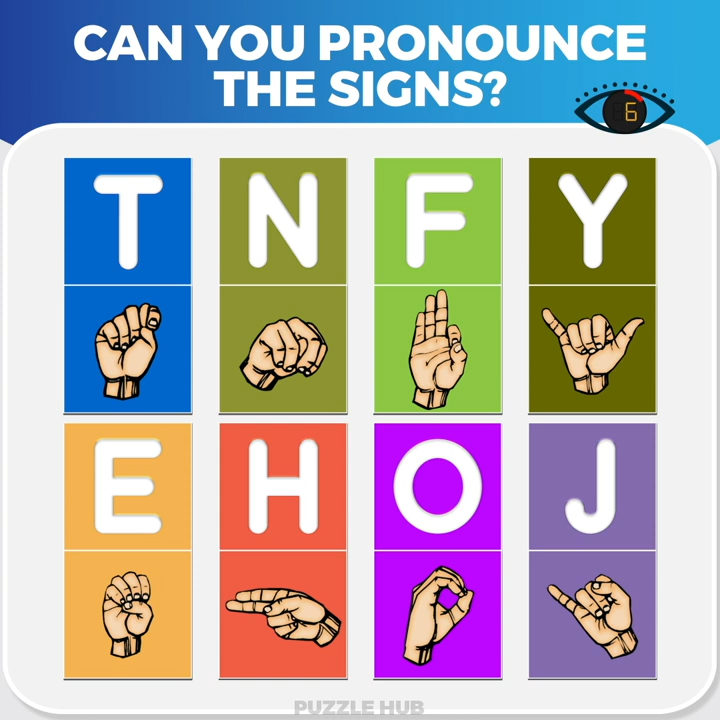 CAN YOU PRONOUNCE
THE SIGNS?
6
T N F Y
E H O J
PUZZLE HUB